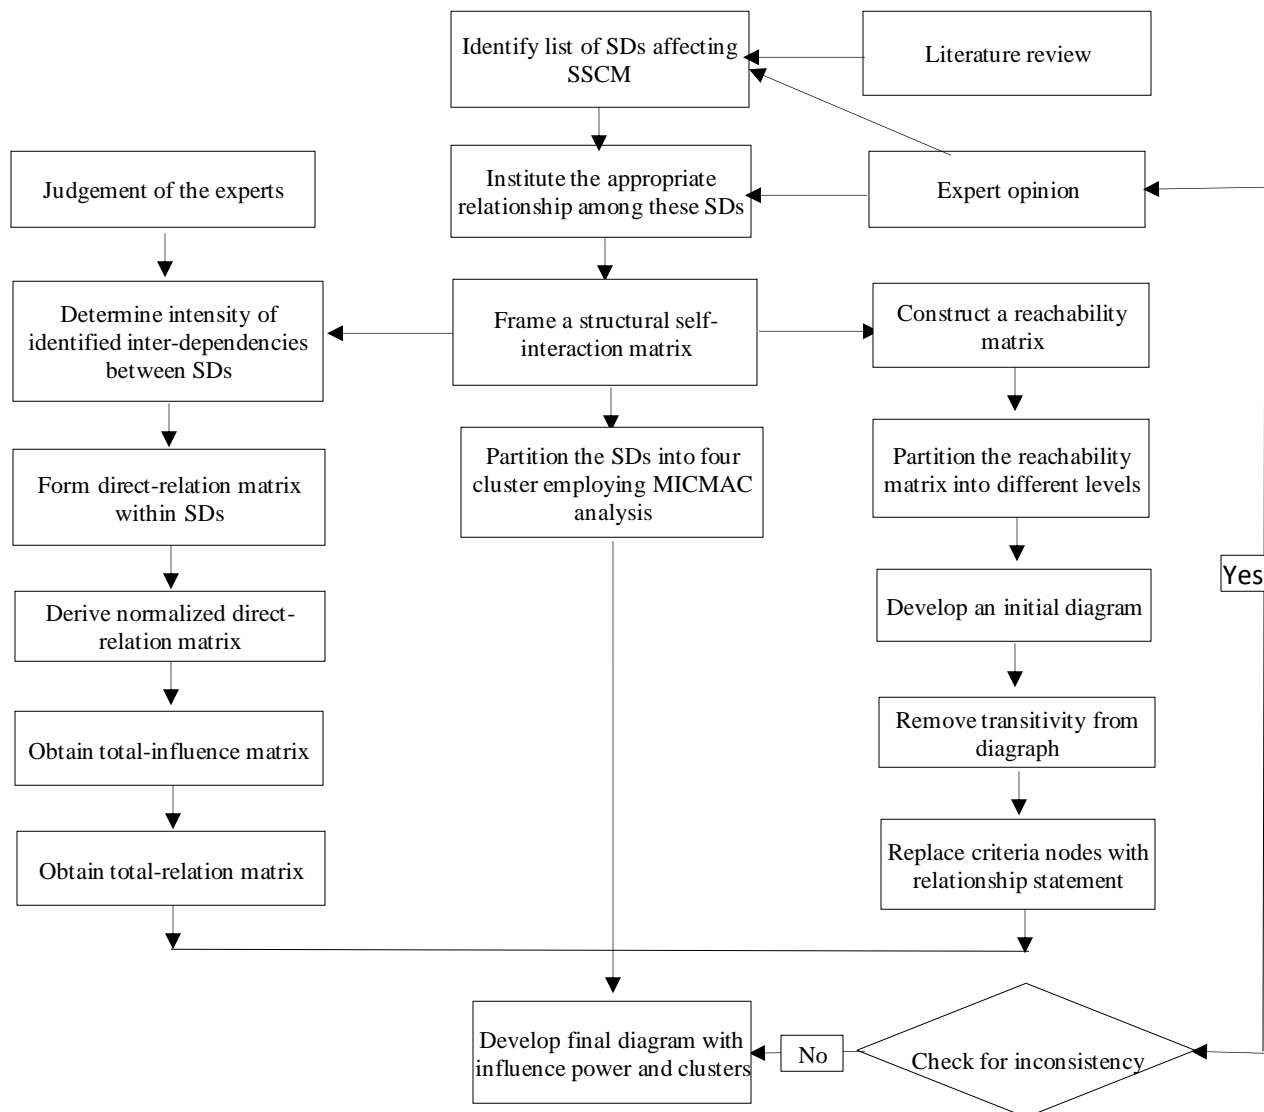 Identify list of SDs affecting
SSCM
Literature review
Judgement of the experts
Institute the appropriate
relationship among these SDs
Expert opinion
Determine intensity of
identified inter-dependencies
between SDs
Frame a structural self-
interaction matrix
Construct a reachability
matrix
Form direct-relation matrix
within SDs
Partition the SDs into four
cluster employing MICMAC
analysis
Partition the reachability
matrix into different levels
Yes
Derive normalized direct-
relation matrix
Develop an initial diagram
Obtain total-influence matrix
Remove transitivity from
diagraph
Obtain total-relation matrix
Replace criteria nodes with
relationship statement
Develop final diagram with
influence power and clusters
No
Check for inconsistency